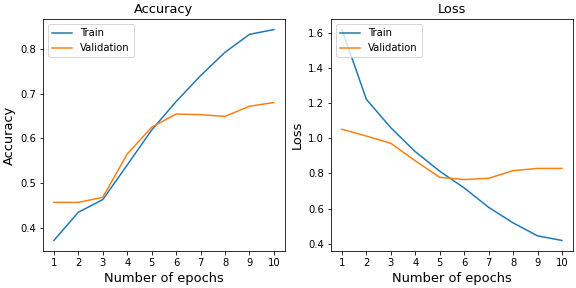 Accuracy
Train
Validation
0.8
0.7
0.6
0.5
0.4
Accuracy
1 2 3 4 5 6 7 8 9 10
Number of epochs
Loss
Train
Validation
1.6
1.4
1.2
1.0
0.8
0.6
0.4
Loss
1 2 3 4 5 6 7 8 9 10
Number of epochs